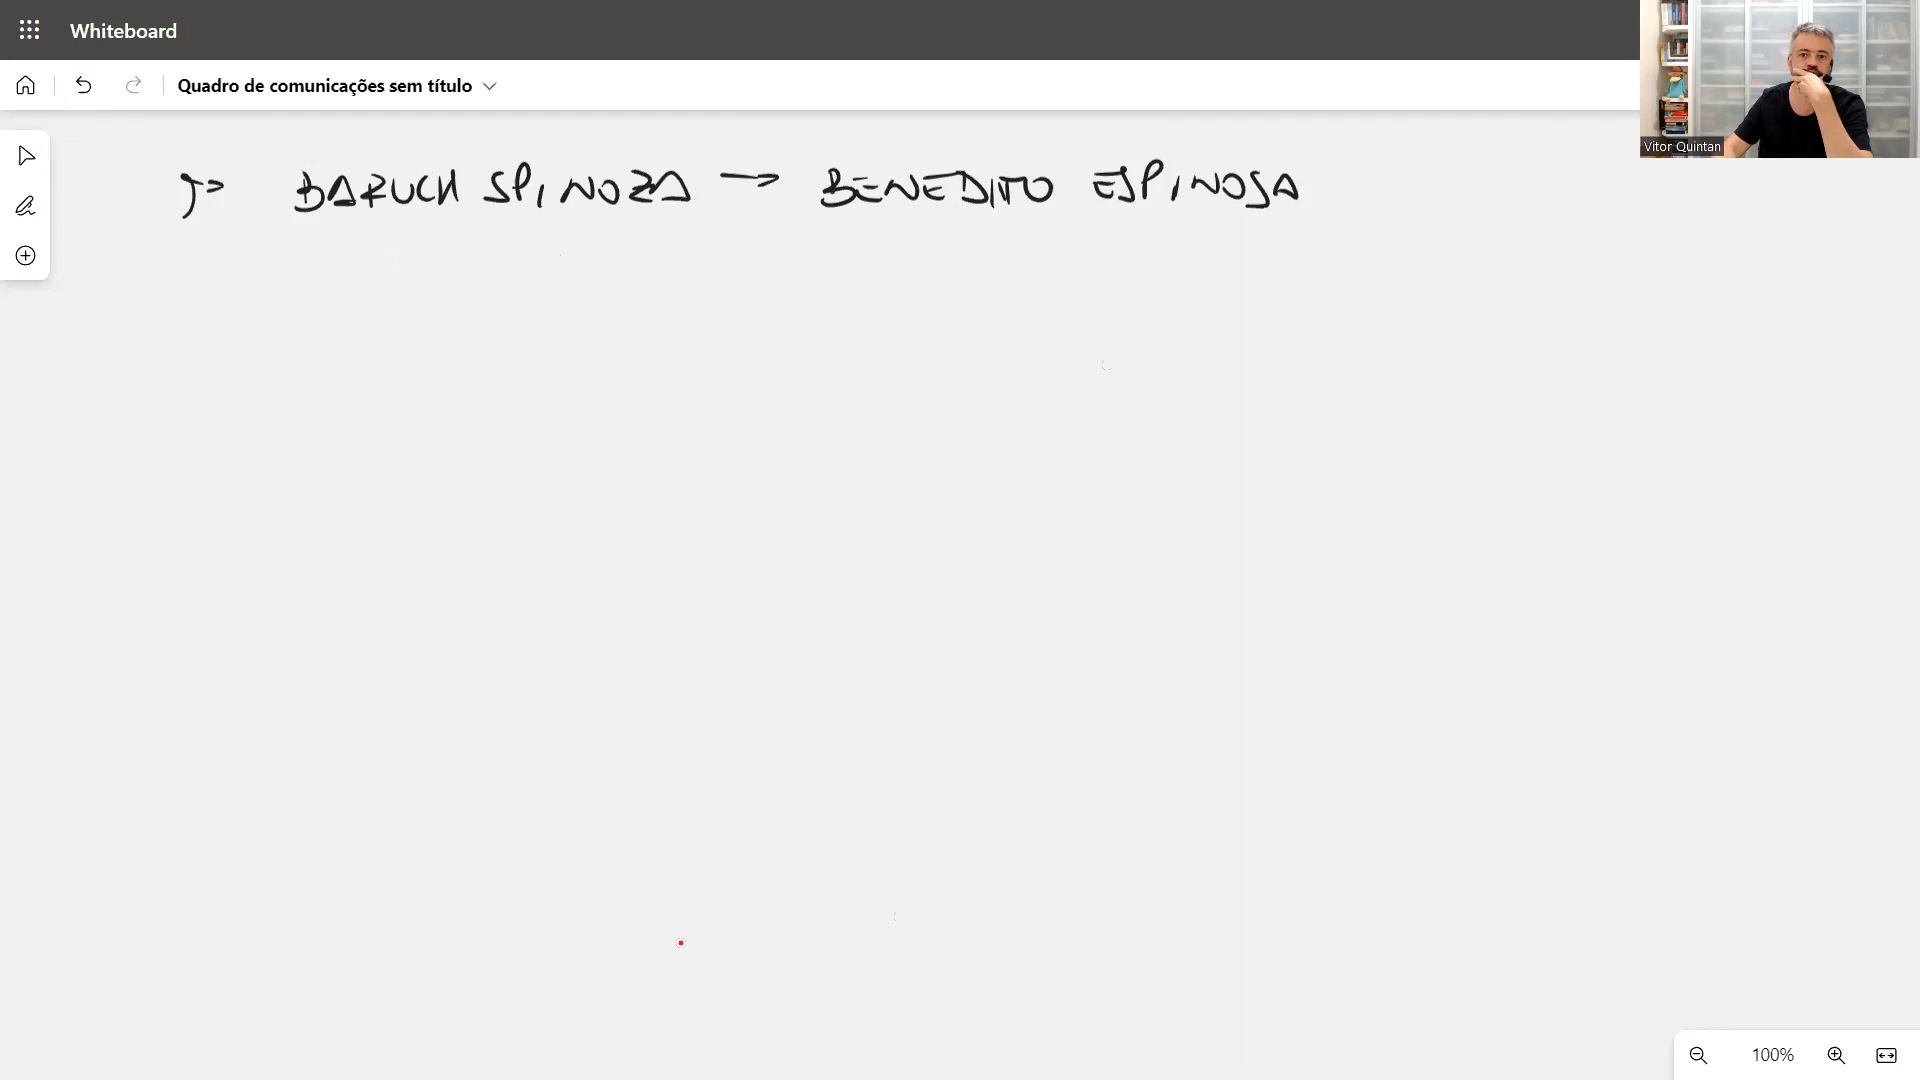 Whiteboard
Quadro de comunicações sem título
Vitor Quintan
BARUCH SPINOZA → BENEDITO ESPINOSA
100%